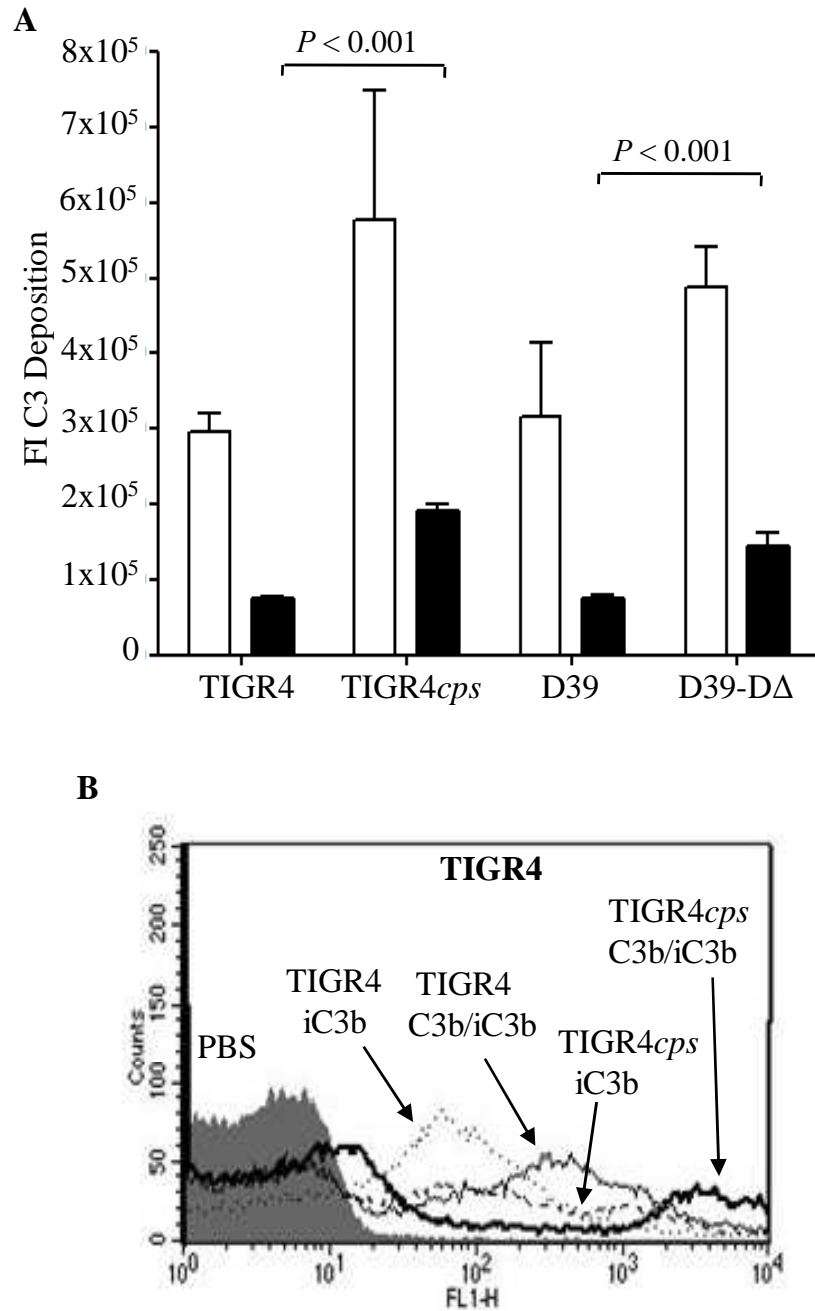 A
8x10⁵
7x10⁵
6x10⁵
5x10⁵
4x10⁵
3x10⁵
2x10⁵
1x10⁵
0
FI C3 Deposition
P < 0.001
P < 0.001
TIGR4
TIGR4cps
D39
D39-DΔ
B
TIGR4
250
200
150
100
50
0
Counts
PBS
TIGR4
iC3b
TIGR4
C3b/iC3b
TIGR4cps
iC3b
TIGR4cps
C3b/iC3b
10⁰
10¹
10²
10³
10⁴
FL1-H